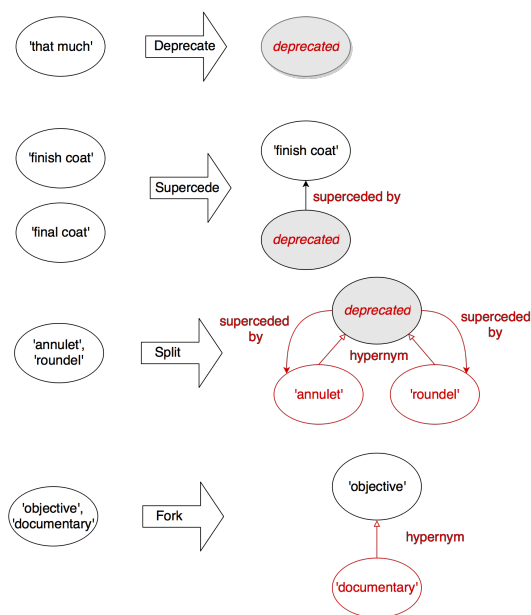 'that much'
Deprecate
deprecated
'finish coat'
'final coat'
Supercede
'finish coat'
superceded by
deprecated
'annulet',
'roundel'
Split
deprecated
superceded
by
superceded
by
hypernym
'annulet'
'roundel'
'objective',
'documentary'
Fork
'objective'
hypernym
'documentary'